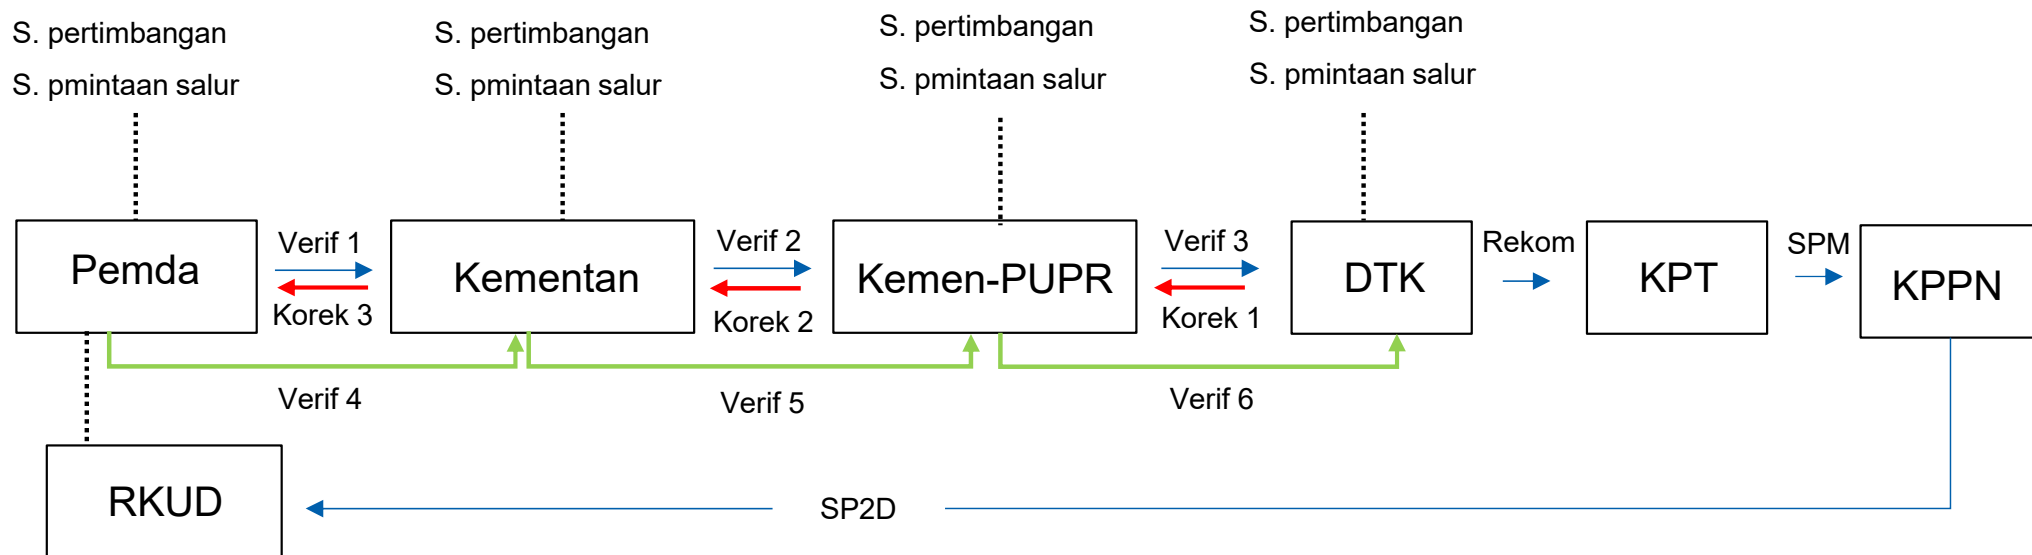 S. pertimbangan
S. pmintaan salur
S. pertimbangan
S. pmintaan salur
S. pertimbangan
S. pmintaan salur
S. pertimbangan
S. pmintaan salur
Pemda
Verif 1
Korek 3
Kementan
Verif 2
Korek 2
Kemen-PUPR
Verif 3
Korek 1
DTK
Rekom
KPT
SPM
KPPN
Verif 4
Verif 5
Verif 6
RKUD
SP2D